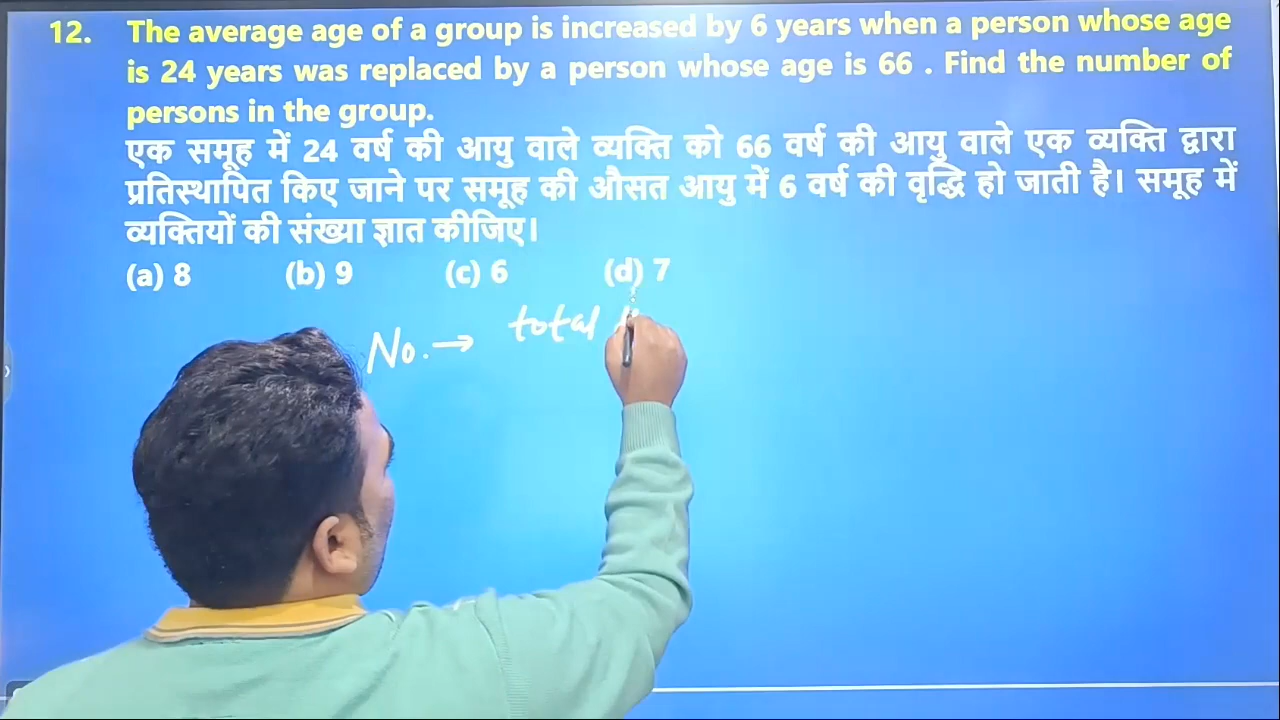 12. The average age of a group is increased by 6 years when a person whose age
is 24 years was replaced by a person whose age is 66 . Find the number of
persons in the group.
एक समूह में 24 वर्ष की आयु वाले व्यक्ति को 66 वर्ष की आयु वाले एक व्यक्ति द्वारा
प्रतिस्थापित किए जाने पर समूह की औसत आयु में 6 वर्ष की वृद्धि हो जाती है। समूह में
व्यक्तियों की संख्या ज्ञात कीजिए।
(a) 8 (b) 9 (c) 6 (d) 7
No. → total